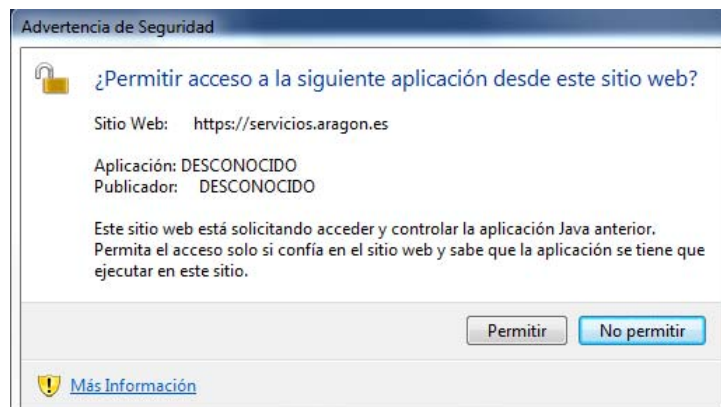 Advertencia de Seguridad
¿Permitir acceso a la siguiente aplicación desde este sitio web?
Sitio Web: https://servicios.aragon.es
Aplicación: DESCONOCIDO
Publicador: DESCONOCIDO
Este sitio web está solicitando acceder y controlar la aplicación Java anterior.
Permita el acceso solo si confía en el sitio web y sabe que la aplicación se tiene que
ejecutar en este sitio.
Permitir No permitir
Más Información